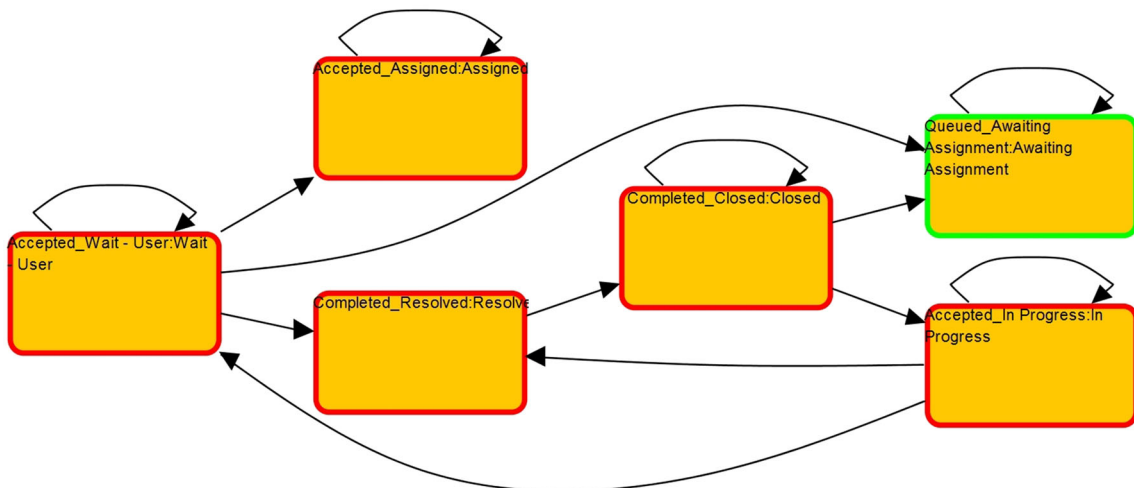 Accepted_Assigned:Assigned
Queued_Awaiting
Assignment:Awaiting
Assignment
Completed_Closed:Closed
Accepted_Wait - User:Wait
- User
Completed_Resolved:Resolve
Accepted_In Progress:In
Progress